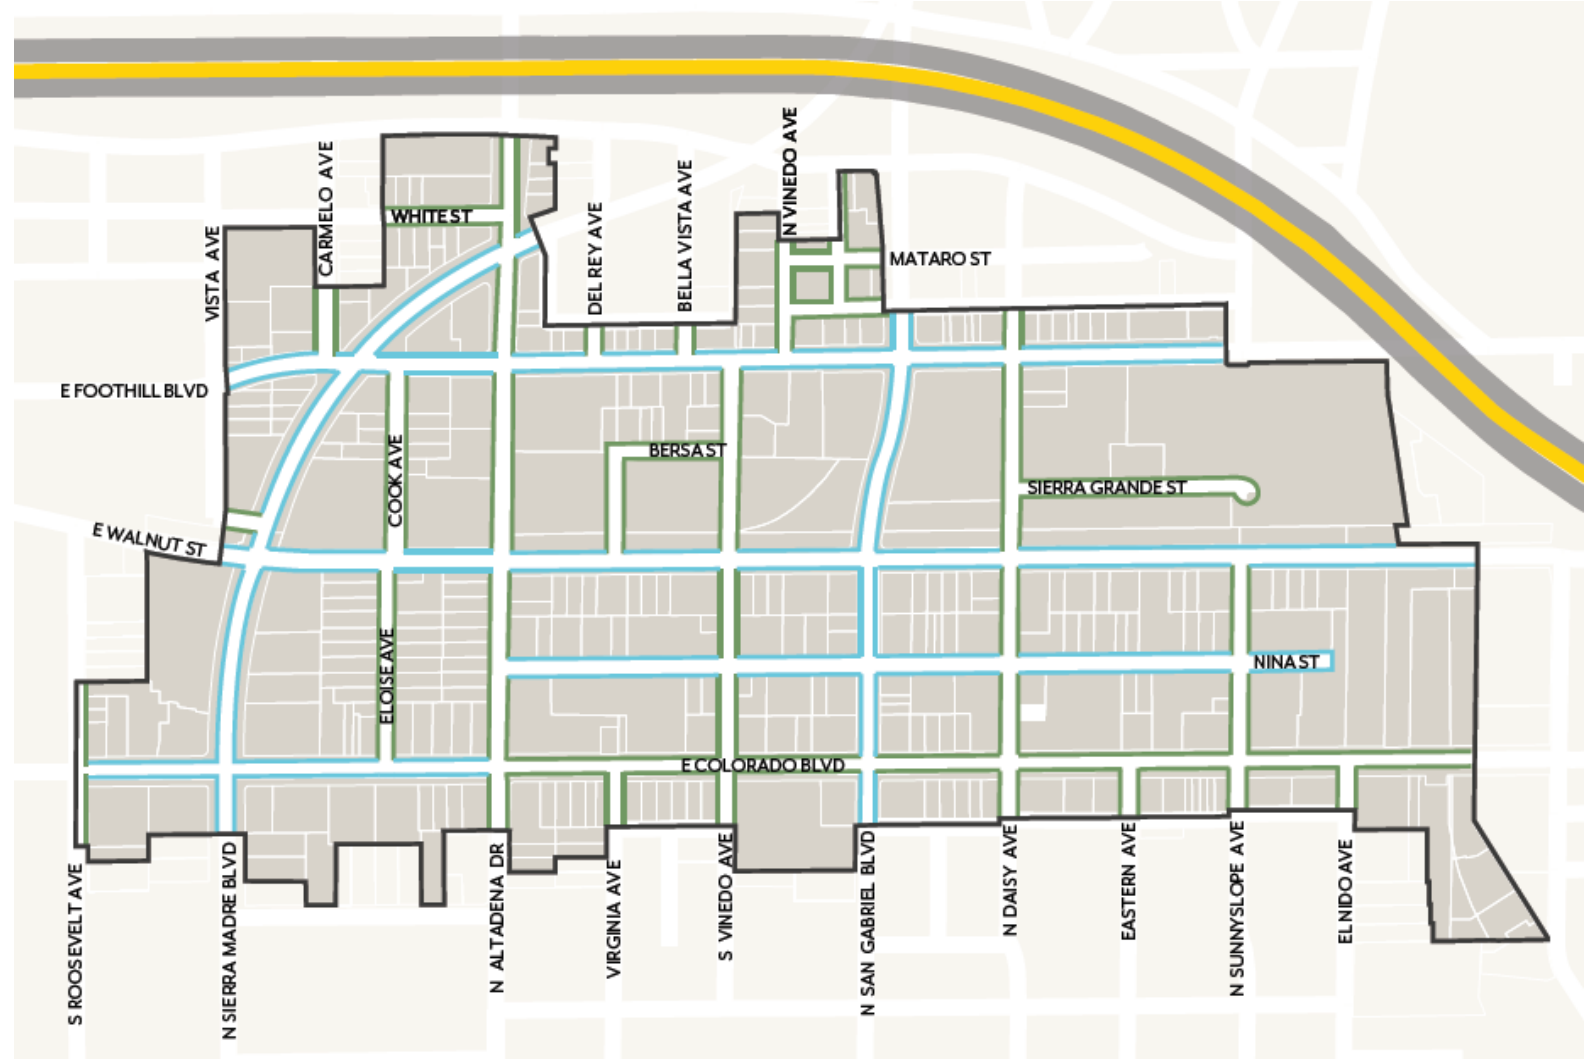 N VINEDO AVE
CARMELO AVE
BELLA VISTA AVE
WHITE ST
DEL REY AVE
VISTA AVE
MATARO ST
E FOOTHILL BLVD
COOK AVE
BERSA ST
SIERRA GRANDE ST
E WALNUT ST
ELOISE AVE
NINA ST
E COLORADO BLVD
S ROOSEVELT AVE
N SIERRA MADRE BLVD
N ALTADENA DR
VIRGINIA AVE
S VINEDO AVE
N SAN GABRIEL BLVD
N DAISY AVE
EASTERN AVE
N SUNNYSLOPE AVE
EL NIDO AVE